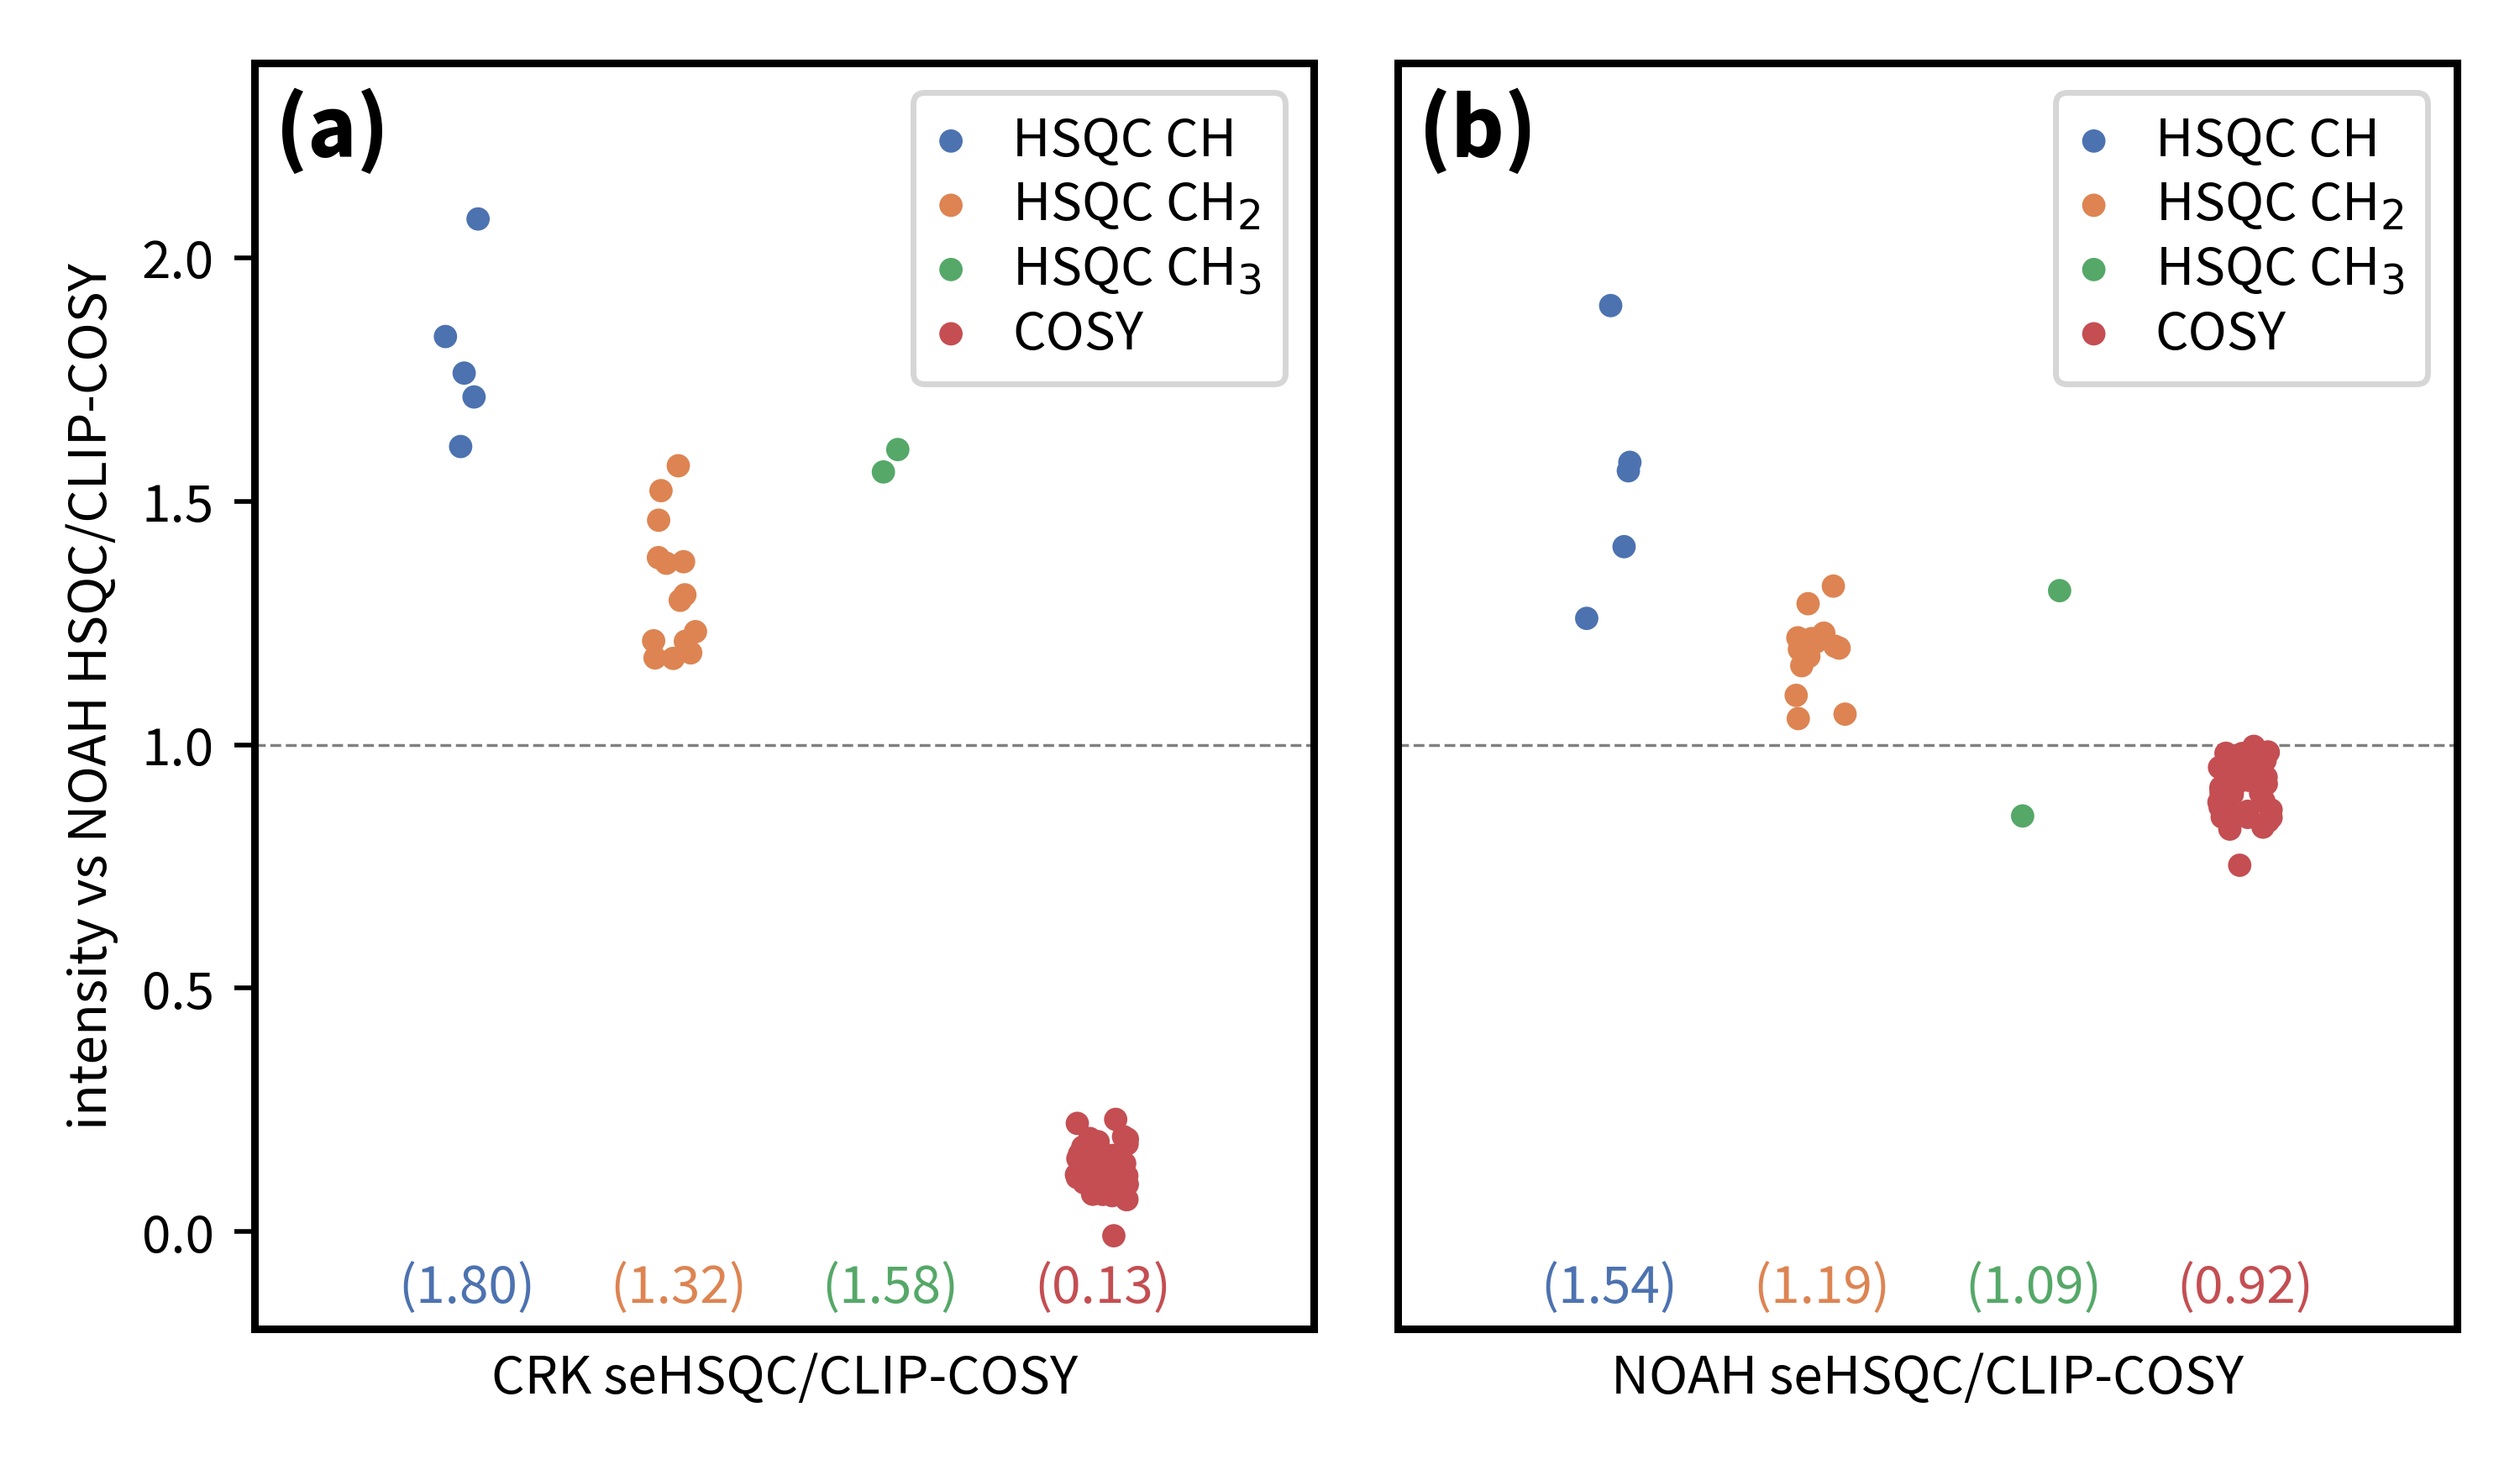 (a)
HSQC CH
HSQC CH₂
HSQC CH₃
COSY
intensity vs NOAH HSQC/CLIP-COSY
2.0
1.5
1.0
0.5
0.0
(1.80) (1.32) (1.58) (0.13)
CRK seHSQC/CLIP-COSY
(b)
HSQC CH
HSQC CH₂
HSQC CH₃
COSY
(1.54) (1.19) (1.09) (0.92)
NOAH seHSQC/CLIP-COSY